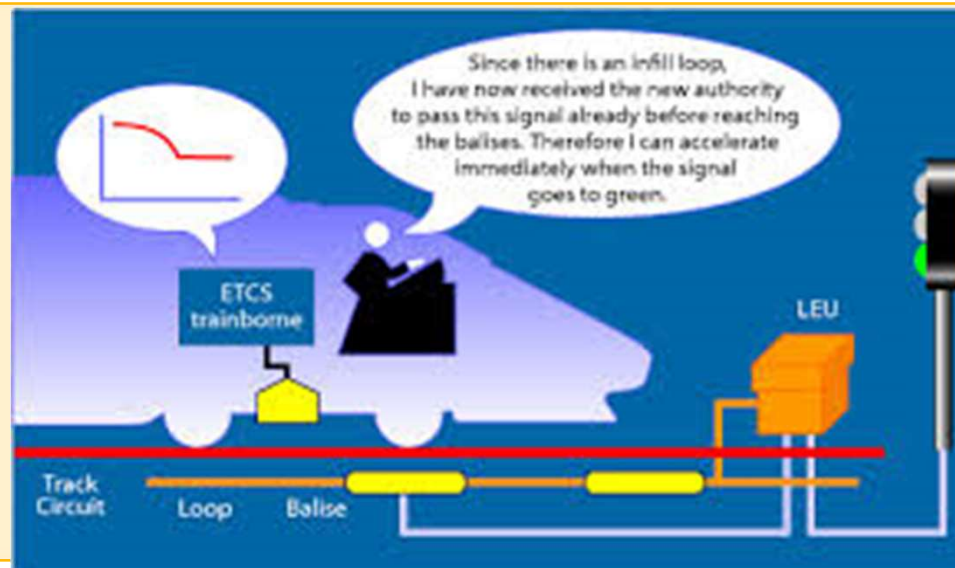 Since there is an infill loop,
I have now received the new authority
to pass this signal already before reaching
the balises. Therefore I can accelerate
immediately when the signal
goes to green.
ETCS
trainborne
LEU
Track
Circuit
Loop
Balise